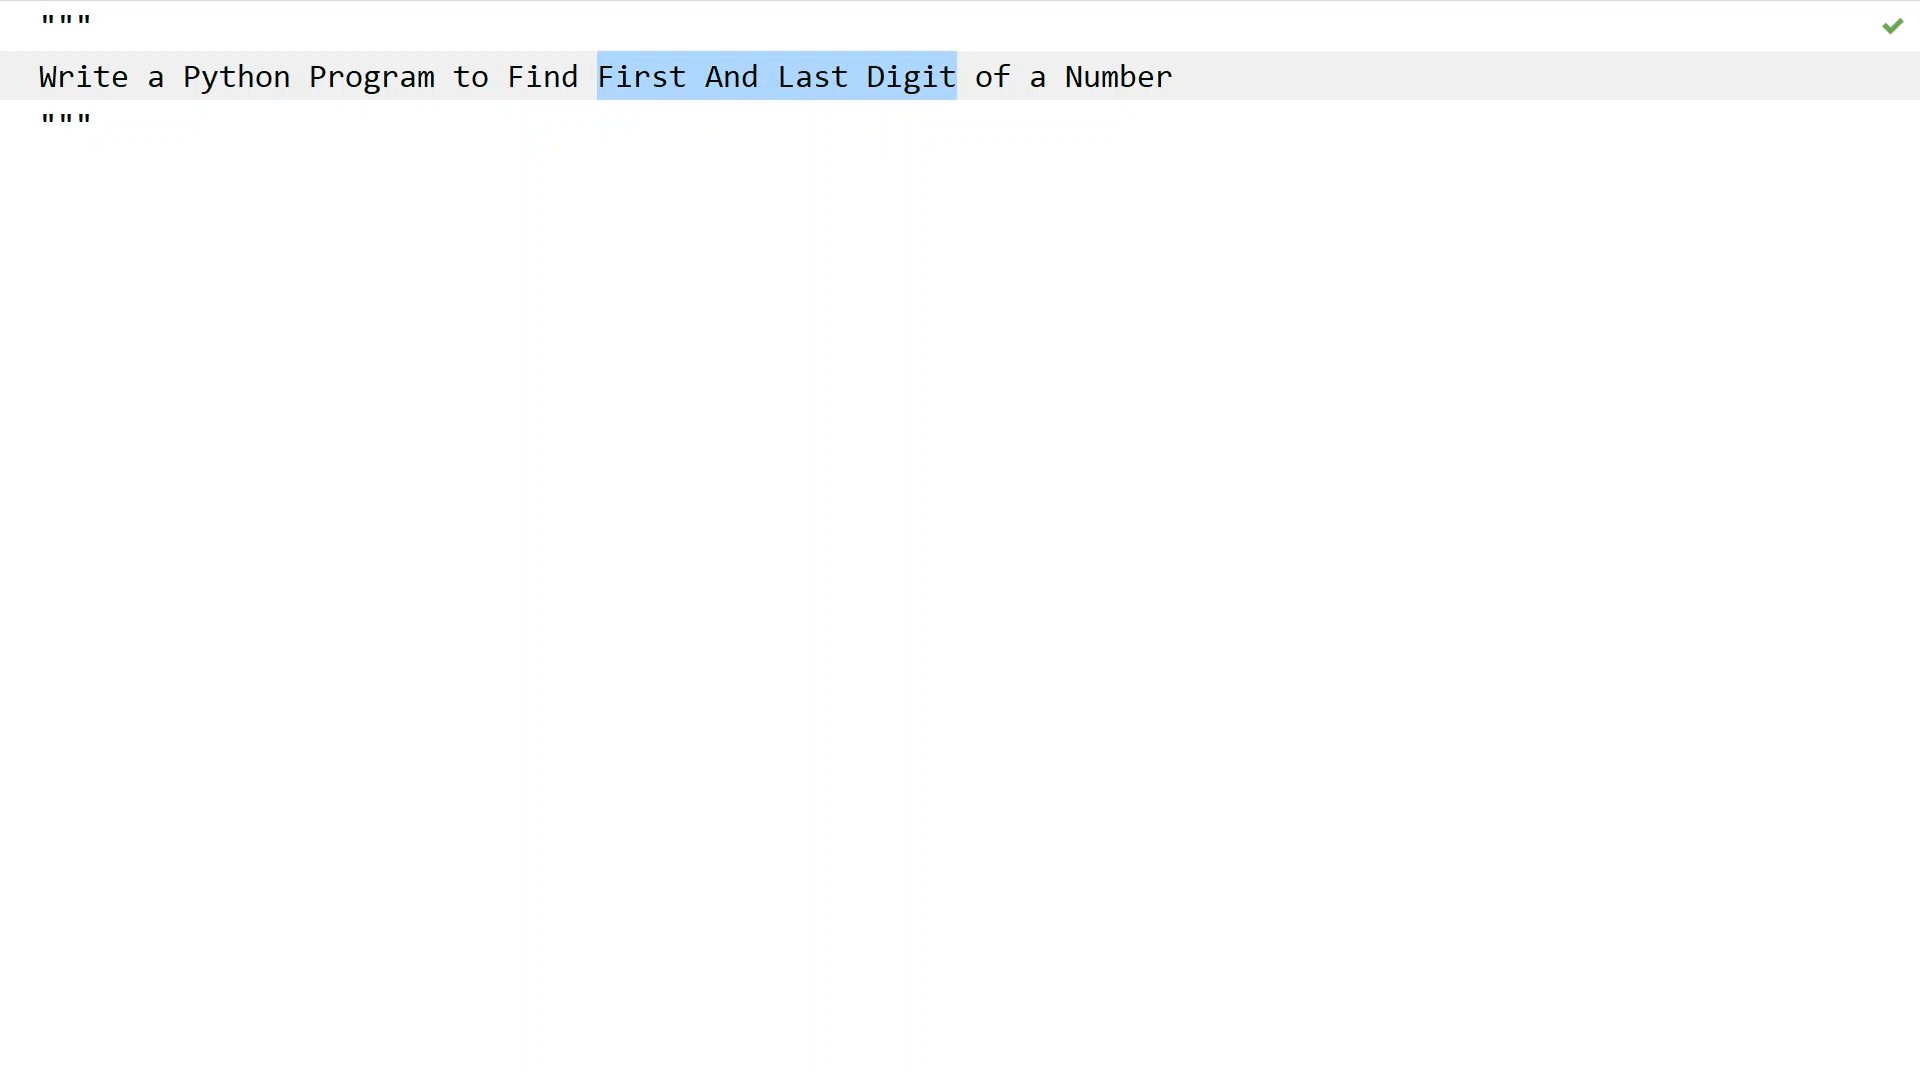 """
Write a Python Program to Find First And Last Digit of a Number
"""